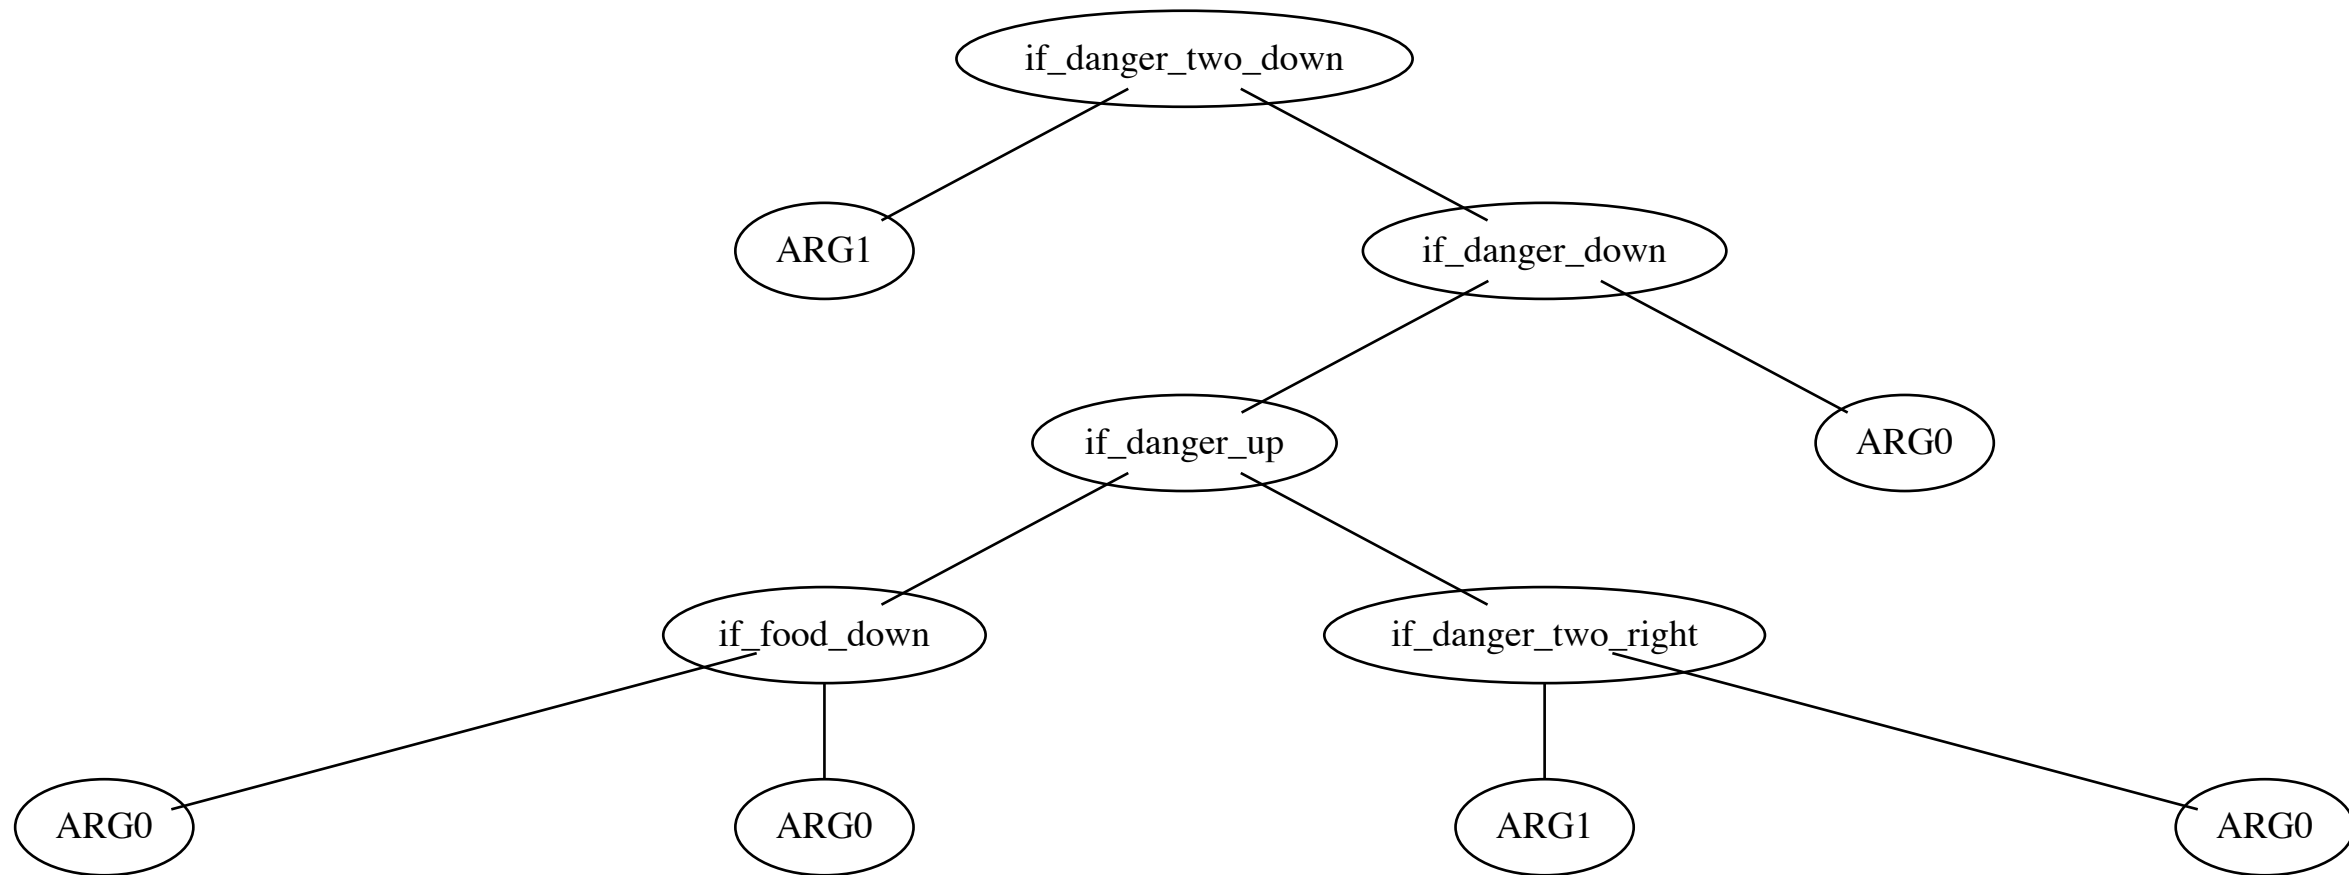 if_danger_two_down
ARG1
if_danger_down
if_danger_up
ARG0
if_food_down
if_danger_two_right
ARG0
ARG0
ARG1
ARG0